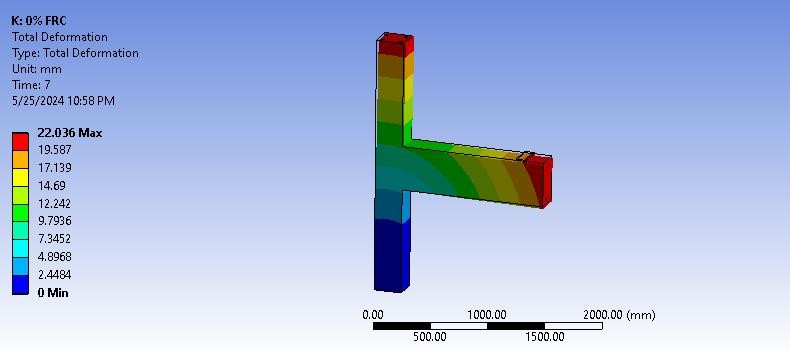 K: 0% FRC
Total Deformation
Type: Total Deformation
Unit: mm
Time: 7
5/25/2024 10:58 PM
22.036 Max
19.587
17.139
14.69
12.242
9.7936
7.3452
4.8968
2.4484
0 Min
0.00 1000.00 2000.00 (mm)
500.00 1500.00